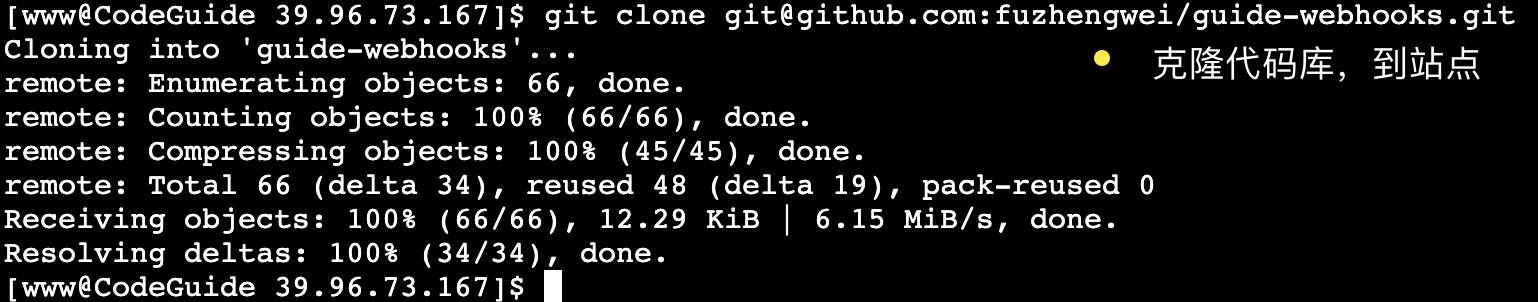 [www@CodeGuide 39.96.73.167]$ git clone git@github.com:fuzhengwei/guide-webhooks.git
Cloning into 'guide-webhooks'...
克隆代码库，到站点
remote: Enumerating objects: 66, done.
remote: Counting objects: 100% (66/66), done.
remote: Compressing objects: 100% (45/45), done.
remote: Total 66 (delta 34), reused 48 (delta 19), pack-reused 0
Receiving objects: 100% (66/66), 12.29 KiB | 6.15 MiB/s, done.
Resolving deltas: 100% (34/34), done.
[www@CodeGuide 39.96.73.167]$